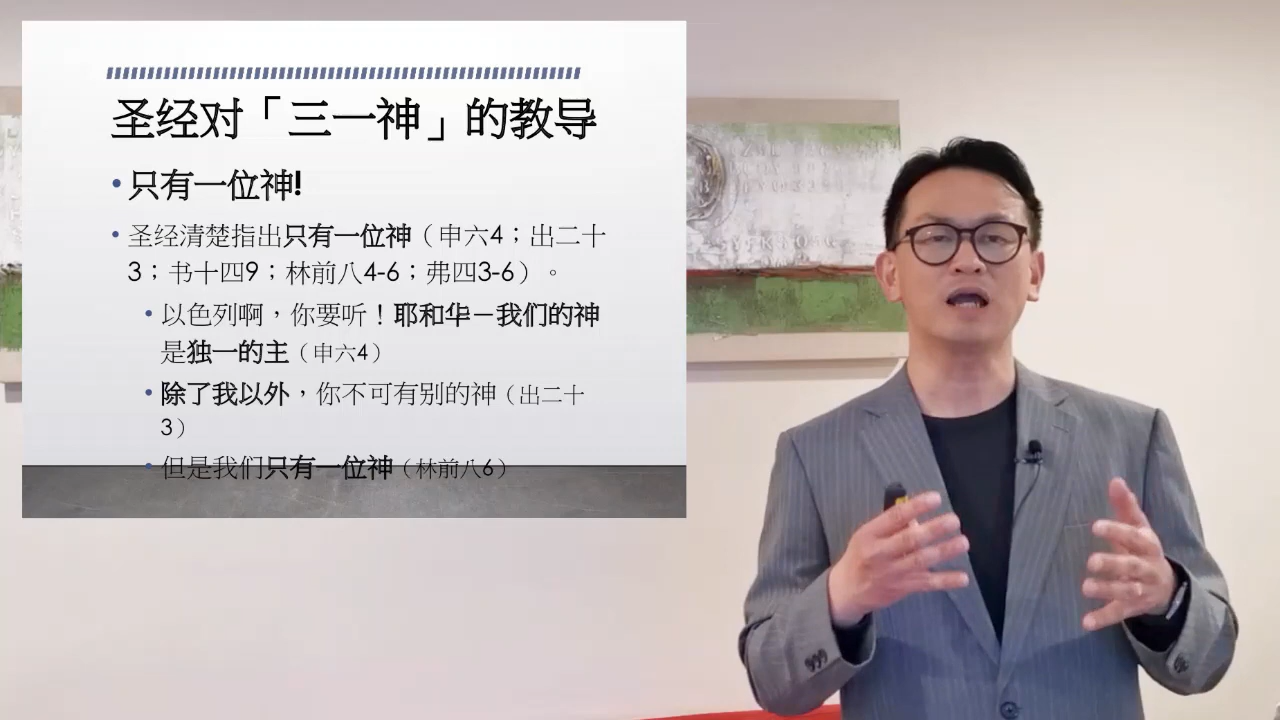 圣经对「三一神」的教导
• 只有一位神!
• 圣经清楚指出只有一位神（申六4；出二十
3；书十四9；林前八4-6；弗四3-6）。
• 以色列啊，你要听！耶和华－我们的神
是独一的主（申六4）
• 除了我以外，你不可有别的神（出二十
3）
• 但是我们只有一位神（林前八6）